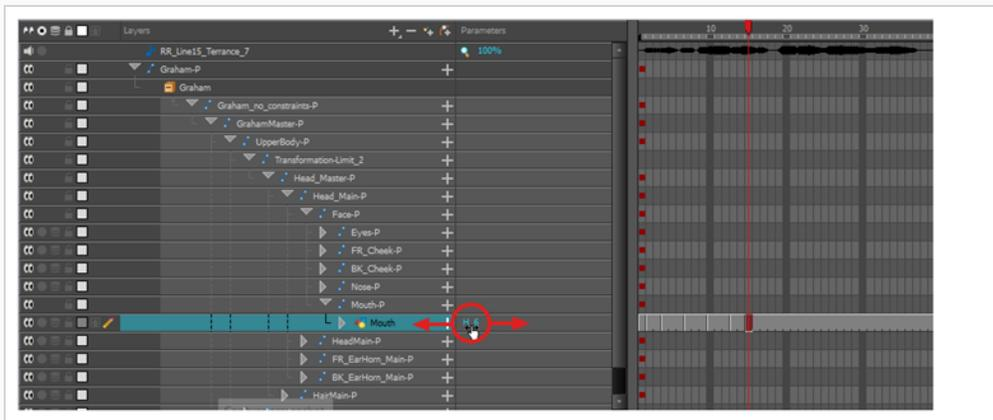 Layers Parameters 10 20 30
RR_Line15_Terrance_7 100%
Graham-P
Graham
Graham_no_constraints-P
GrahamMaster-P
UpperBody-P
Transformation-Limit_2
Head_Master-P
Head_Main-P
Face-P
Eyes-P
FR_Cheek-P
BK_Cheek-P
Nose-P
Mouth-P
Mouth
HeadMain-P
FR_EarHorn_Main-P
BK_EarHorn_Main-P
HairMain-P